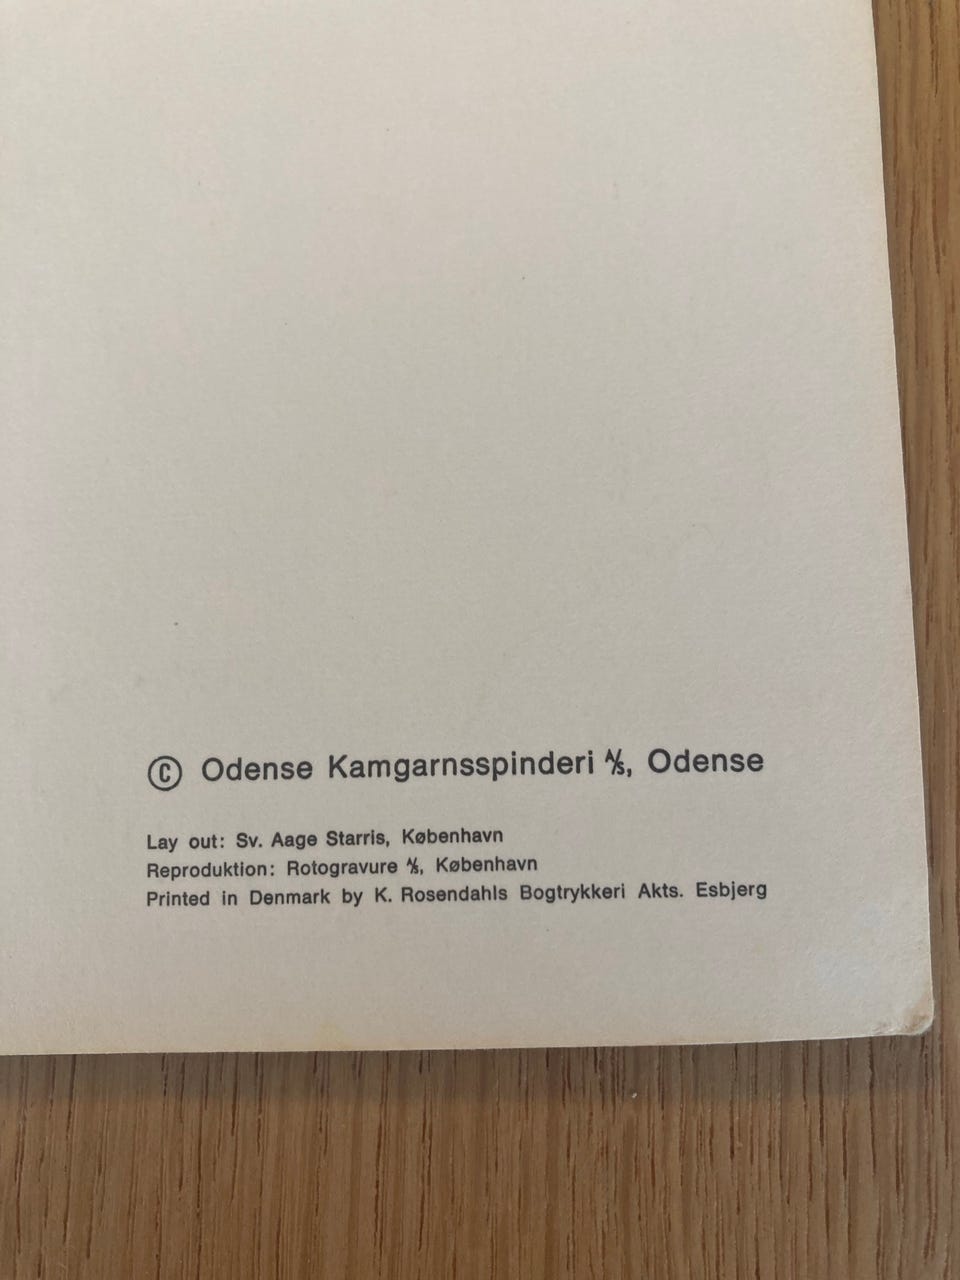 © Odense Kamgarnsspinderi A/S, Odense
Lay out: Sv. Aage Starris, København
Reproduktion: Rotogravure A/S, København
Printed in Denmark by K. Rosendahls Bogtrykkeri Akts. Esbjerg